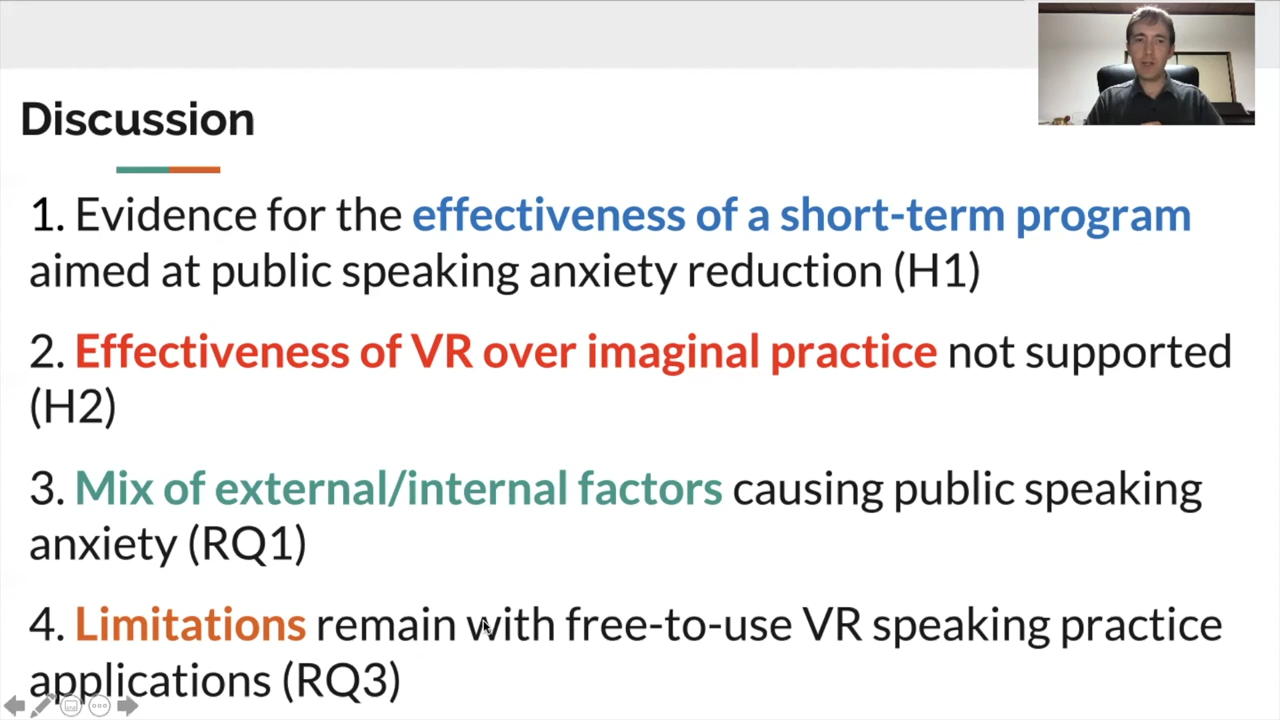 Discussion
1. Evidence for the effectiveness of a short-term program
aimed at public speaking anxiety reduction (H1)
2. Effectiveness of VR over imaginal practice not supported
(H2)
3. Mix of external/internal factors causing public speaking
anxiety (RQ1)
4. Limitations remain with free-to-use VR speaking practice
applications (RQ3)